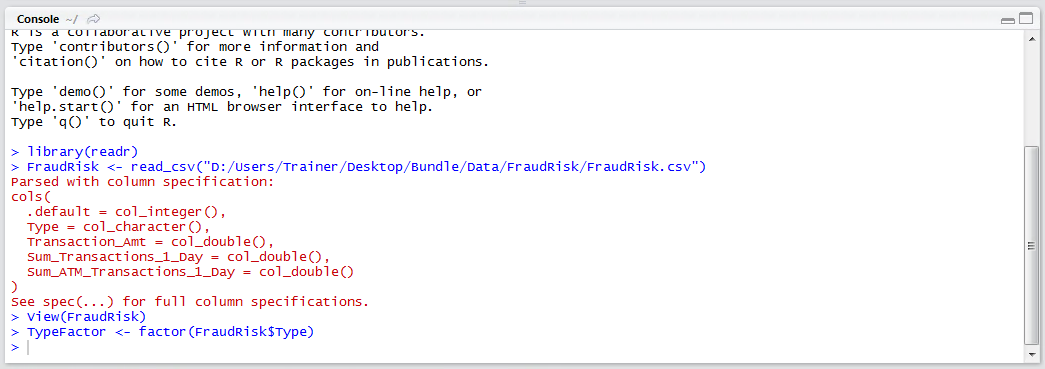 Console ~/
R is a collaborative project with many contributors.
Type 'contributors()' for more information and
'citation()' on how to cite R or R packages in publications.
Type 'demo()' for some demos, 'help()' for on-line help, or
'help.start()' for an HTML browser interface to help.
Type 'q()' to quit R.
> library(readr)
> FraudRisk <- read_csv("D:/Users/Trainer/Desktop/Bundle/Data/FraudRisk/FraudRisk.csv")
Parsed with column specification:
cols(
  .default = col_integer(),
  Type = col_character(),
  Transaction_Amt = col_double(),
  Sum_Transactions_1_Day = col_double(),
  Sum_ATM_Transactions_1_Day = col_double()
)
See spec(...) for full column specifications.
> View(FraudRisk)
> TypeFactor <- factor(FraudRisk$Type)
>